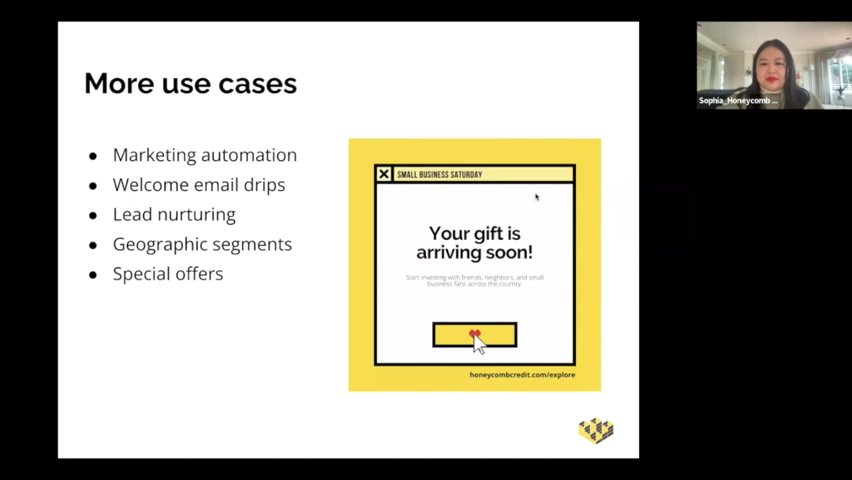 More use cases
● Marketing automation
● Welcome email drips
● Lead nurturing
● Geographic segments
● Special offers
SMALL BUSINESS SATURDAY
Your gift is
arriving soon!
Start investing with friends, neighbors, and small
business fans across the country.
honeycombcredit.com/explore
Sophia_Honeycomb ...